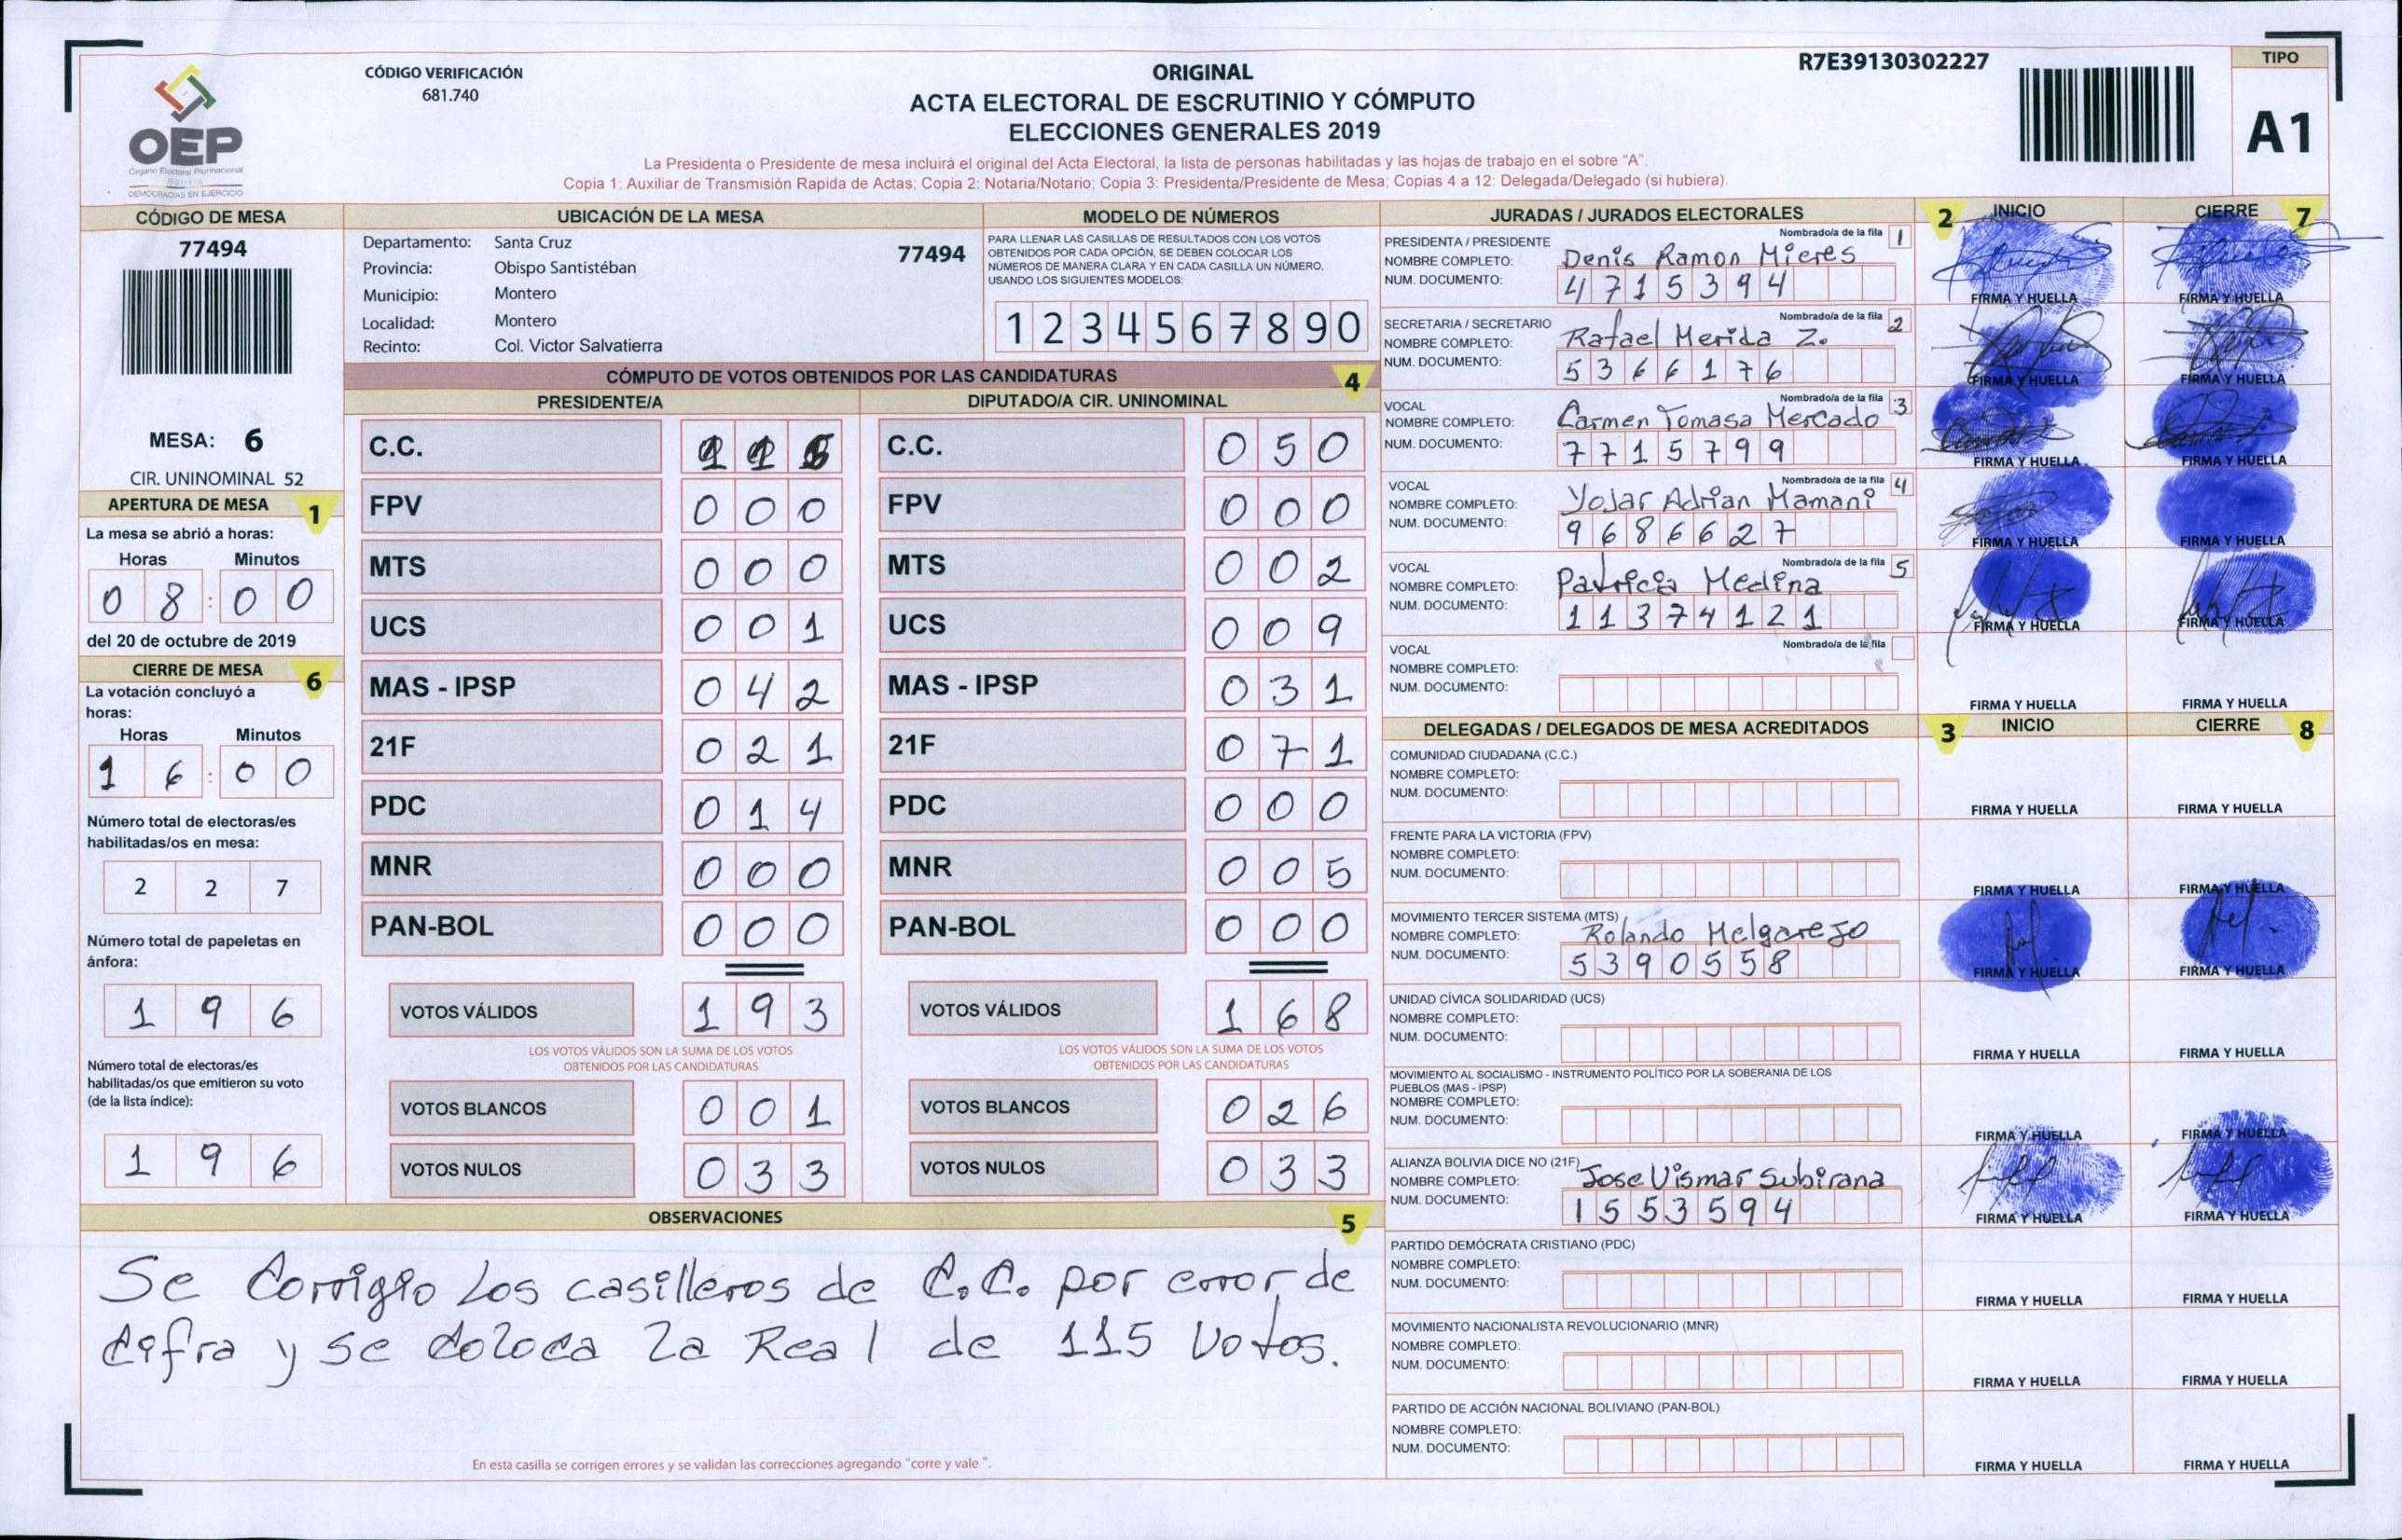 CÓDIGO VERIFICACIÓN
681.740
ORIGINAL
ACTA ELECTORAL DE ESCRUTINIO Y CÓMPUTO
ELECCIONES GENERALES 2019
La Presidenta o Presidente de mesa incluirá el original del Acta Electoral, la lista de personas habilitadas y las hojas de trabajo en el sobre "A".
Copia 1: Auxiliar de Transmisión Rapida de Actas; Copia 2: Notaria/Notario; Copia 3: Presidenta/Presidente de Mesa; Copias 4 a 12: Delegada/Delegado (si hubiera).
R7E39130302227
TIPO
A1
OEP
Órgano Electoral Plurinacional
DEMOCRACIAS EN EJERCICIO
CÓDIGO DE MESA
77494
MESA: 6
CIR. UNINOMINAL 52
APERTURA DE MESA 1
La mesa se abrió a horas:
Horas Minutos
0 8 : 0 0
del 20 de octubre de 2019
CIERRE DE MESA 6
La votación concluyó a
horas:
Horas Minutos
1 6 : 0 0
Número total de electoras/es
habilitadas/os en mesa:
2 2 7
Número total de papeletas en
ánfora:
1 9 6
Número total de electoras/es
habilitadas/os que emitieron su voto
(de la lista índice):
1 9 6
UBICACIÓN DE LA MESA
Departamento: Santa Cruz 77494
Provincia: Obispo Santistéban
Municipio: Montero
Localidad: Montero
Recinto: Col. Victor Salvatierra
MODELO DE NÚMEROS
PARA LLENAR LAS CASILLAS DE RESULTADOS CON LOS VOTOS
OBTENIDOS POR CADA OPCIÓN, SE DEBEN COLOCAR LOS
NÚMEROS DE MANERA CLARA Y EN CADA CASILLA UN NÚMERO,
USANDO LOS SIGUIENTES MODELOS:
1 2 3 4 5 6 7 8 9 0
CÓMPUTO DE VOTOS OBTENIDOS POR LAS CANDIDATURAS 4
PRESIDENTE/A
C.C. 1 1 5
FPV 0 0 0
MTS 0 0 0
UCS 0 0 1
MAS - IPSP 0 4 2
21F 0 2 1
PDC 0 1 4
MNR 0 0 0
PAN-BOL 0 0 0
VOTOS VÁLIDOS 1 9 3
LOS VOTOS VÁLIDOS SON LA SUMA DE LOS VOTOS
OBTENIDOS POR LAS CANDIDATURAS
VOTOS BLANCOS 0 0 1
VOTOS NULOS 0 3 3
DIPUTADO/A CIR. UNINOMINAL
C.C. 0 5 0
FPV 0 0 0
MTS 0 0 2
UCS 0 0 9
MAS - IPSP 0 3 1
21F 0 7 1
PDC 0 0 0
MNR 0 0 5
PAN-BOL 0 0 0
VOTOS VÁLIDOS 1 6 8
LOS VOTOS VÁLIDOS SON LA SUMA DE LOS VOTOS
OBTENIDOS POR LAS CANDIDATURAS
VOTOS BLANCOS 0 2 6
VOTOS NULOS 0 3 3
OBSERVACIONES 5
Se Corrigio Los casilleros de C.C. por error de
Cifra y se Coloca La Real de 115 Votos.
En esta casilla se corrigen errores y se validan las correcciones agregando "corre y vale ".
JURADAS / JURADOS ELECTORALES 2 INICIO CIERRE 7
PRESIDENTA / PRESIDENTE Nombrado/a de la fila 1
NOMBRE COMPLETO: Denis Ramon Mieres
NUM. DOCUMENTO: 4 7 1 5 3 9 4
FIRMA Y HUELLA FIRMA Y HUELLA
SECRETARIA / SECRETARIO Nombrado/a de la fila 2
NOMBRE COMPLETO: Rafael Merida Z.
NUM. DOCUMENTO: 5 3 6 6 1 7 6
FIRMA Y HUELLA FIRMA Y HUELLA
VOCAL Nombrado/a de la fila 3
NOMBRE COMPLETO: Carmen Tomasa Mercado
NUM. DOCUMENTO: 7 7 1 5 7 9 9
FIRMA Y HUELLA FIRMA Y HUELLA
VOCAL Nombrado/a de la fila 4
NOMBRE COMPLETO: Yojar Adrian Mamani
NUM. DOCUMENTO: 9 6 8 6 6 2 7
FIRMA Y HUELLA FIRMA Y HUELLA
VOCAL Nombrado/a de la fila 5
NOMBRE COMPLETO: Patricia Medina
NUM. DOCUMENTO: 1 1 3 7 4 1 2 1
FIRMA Y HUELLA FIRMA Y HUELLA
VOCAL Nombrado/a de la fila
NOMBRE COMPLETO:
NUM. DOCUMENTO:
FIRMA Y HUELLA FIRMA Y HUELLA
DELEGADAS / DELEGADOS DE MESA ACREDITADOS 3 INICIO CIERRE 8
COMUNIDAD CIUDADANA (C.C.)
NOMBRE COMPLETO:
NUM. DOCUMENTO:
FIRMA Y HUELLA FIRMA Y HUELLA
FRENTE PARA LA VICTORIA (FPV)
NOMBRE COMPLETO:
NUM. DOCUMENTO:
FIRMA Y HUELLA FIRMA Y HUELLA
MOVIMIENTO TERCER SISTEMA (MTS)
NOMBRE COMPLETO: Rolando Melgarejo
NUM. DOCUMENTO: 5 3 9 0 5 5 8
FIRMA Y HUELLA FIRMA Y HUELLA
UNIDAD CÍVICA SOLIDARIDAD (UCS)
NOMBRE COMPLETO:
NUM. DOCUMENTO:
FIRMA Y HUELLA FIRMA Y HUELLA
MOVIMIENTO AL SOCIALISMO - INSTRUMENTO POLÍTICO POR LA SOBERANIA DE LOS
PUEBLOS (MAS - IPSP)
NOMBRE COMPLETO:
NUM. DOCUMENTO:
FIRMA Y HUELLA FIRMA Y HUELLA
ALIANZA BOLIVIA DICE NO (21F)
NOMBRE COMPLETO: Jose Vismar Subirana
NUM. DOCUMENTO: 1 5 5 3 5 9 4
FIRMA Y HUELLA FIRMA Y HUELLA
PARTIDO DEMÓCRATA CRISTIANO (PDC)
NOMBRE COMPLETO:
NUM. DOCUMENTO:
FIRMA Y HUELLA FIRMA Y HUELLA
MOVIMIENTO NACIONALISTA REVOLUCIONARIO (MNR)
NOMBRE COMPLETO:
NUM. DOCUMENTO:
FIRMA Y HUELLA FIRMA Y HUELLA
PARTIDO DE ACCIÓN NACIONAL BOLIVIANO (PAN-BOL)
NOMBRE COMPLETO:
NUM. DOCUMENTO:
FIRMA Y HUELLA FIRMA Y HUELLA